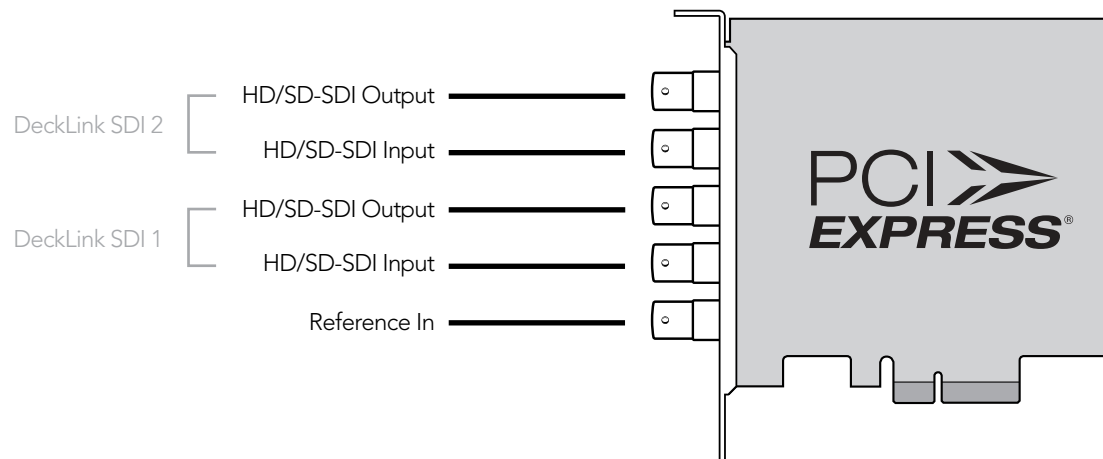 HD/SD-SDI Output
DeckLink SDI 2
HD/SD-SDI Input
HD/SD-SDI Output
DeckLink SDI 1
HD/SD-SDI Input
Reference In
PCI
EXPRESS®